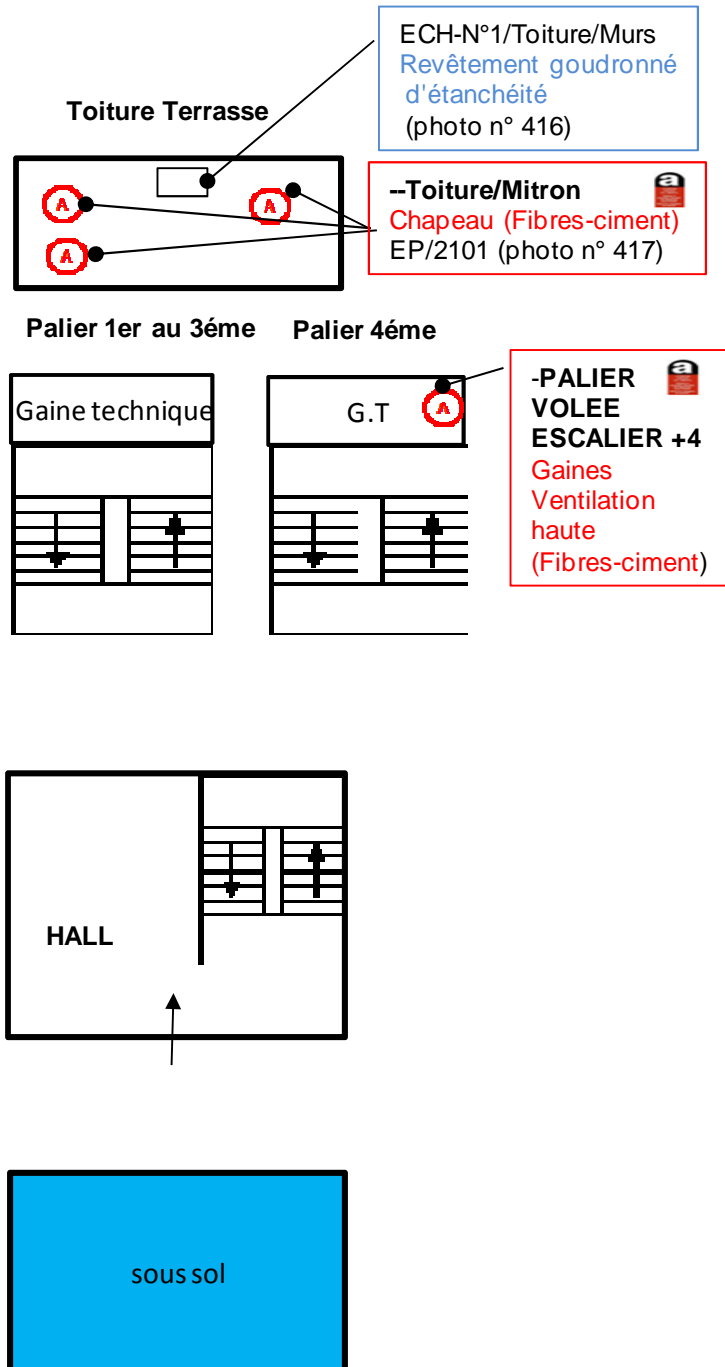 ECH-N°1/Toiture/Murs
Revêtement goudronné
d'étanchéité
(photo n° 416)
Toiture Terrasse
A
A
A
--Toiture/Mitron
a
Chapeau (Fibres-ciment)
EP/2101 (photo n° 417)
Palier 1er au 3éme
Palier 4éme
Gaine technique
G.T
A
-PALIER
a
VOLEE
ESCALIER +4
Gaines
Ventilation
haute
(Fibres-ciment)
HALL
sous sol